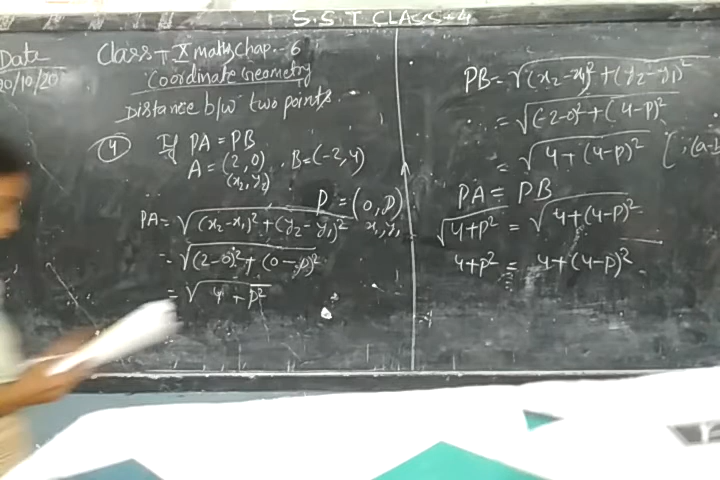 S.S.T CLASS-4
Date
20/10/20
Class - X maths Chap. - 6
Coordinate Geometry
Distance b/w two points.
(4) If PA = PB
A = (2, 0), B = (-2, 4)
(x₂, y₂)
P = (0, P)
x₁, y₁
PA = √(x₂-x₁)² + (y₂-y₁)²
= √(2-0)² + (0-p)²
= √4 + p²
PB = √(x₂-x₁)² + (y₂-y₁)²
= √(-2-0)² + (4-p)²
= √4 + (4-p)² [∵ (a-b
PA = PB
√4+p² = √4+(4-p)²
4+p² = 4+(4-p)²